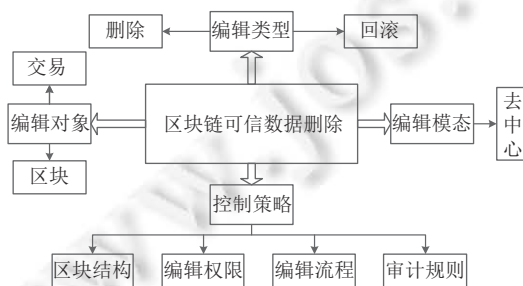 删除
编辑类型
回滚
交易
编辑对象
区块链可信数据删除
编辑模态
去中心
区块
控制策略
区块结构
编辑权限
编辑流程
审计规则
www.jos.